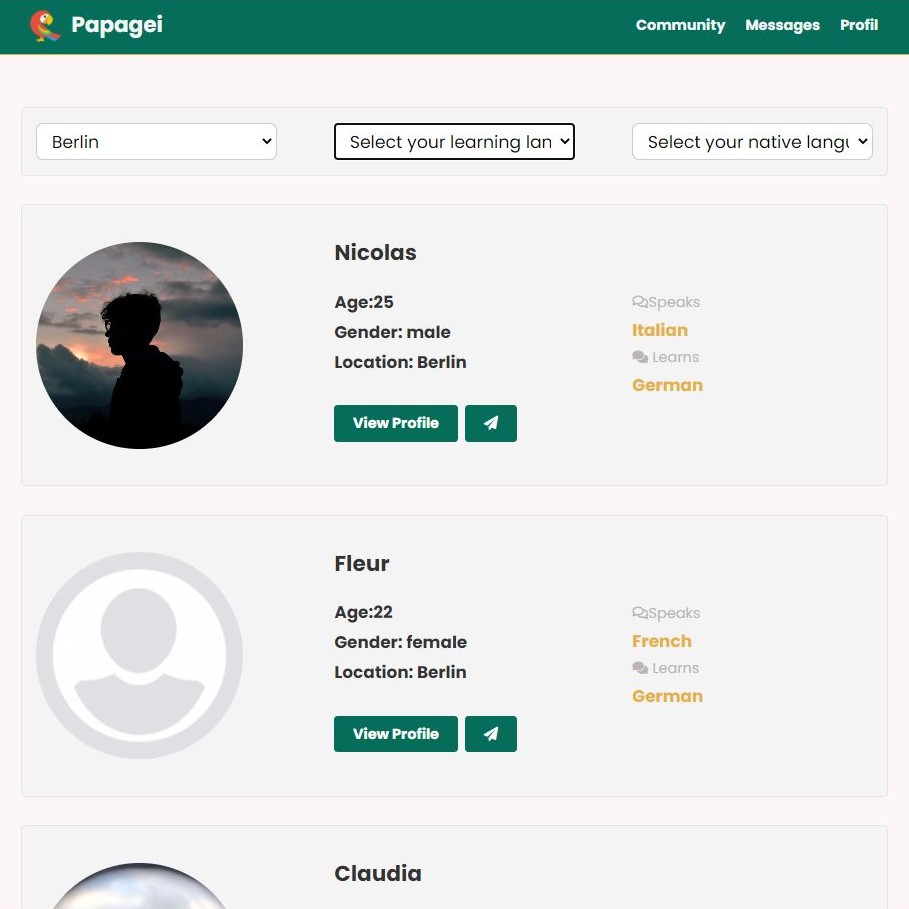 Papagei
Community Messages Profil
Berlin
Select your learning lan
Select your native langu
Nicolas
Age:25
Gender: male
Location: Berlin
Speaks
Italian
Learns
German
View Profile
Fleur
Age:22
Gender: female
Location: Berlin
Speaks
French
Learns
German
View Profile
Claudia